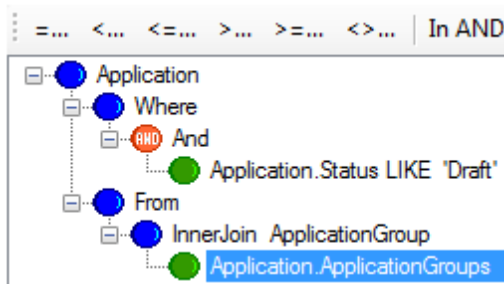 =... <... <=... >... >=... <>... In AND
Application
Where
AND And
Application.Status LIKE 'Draft'
From
InnerJoin ApplicationGroup
Application.ApplicationGroups